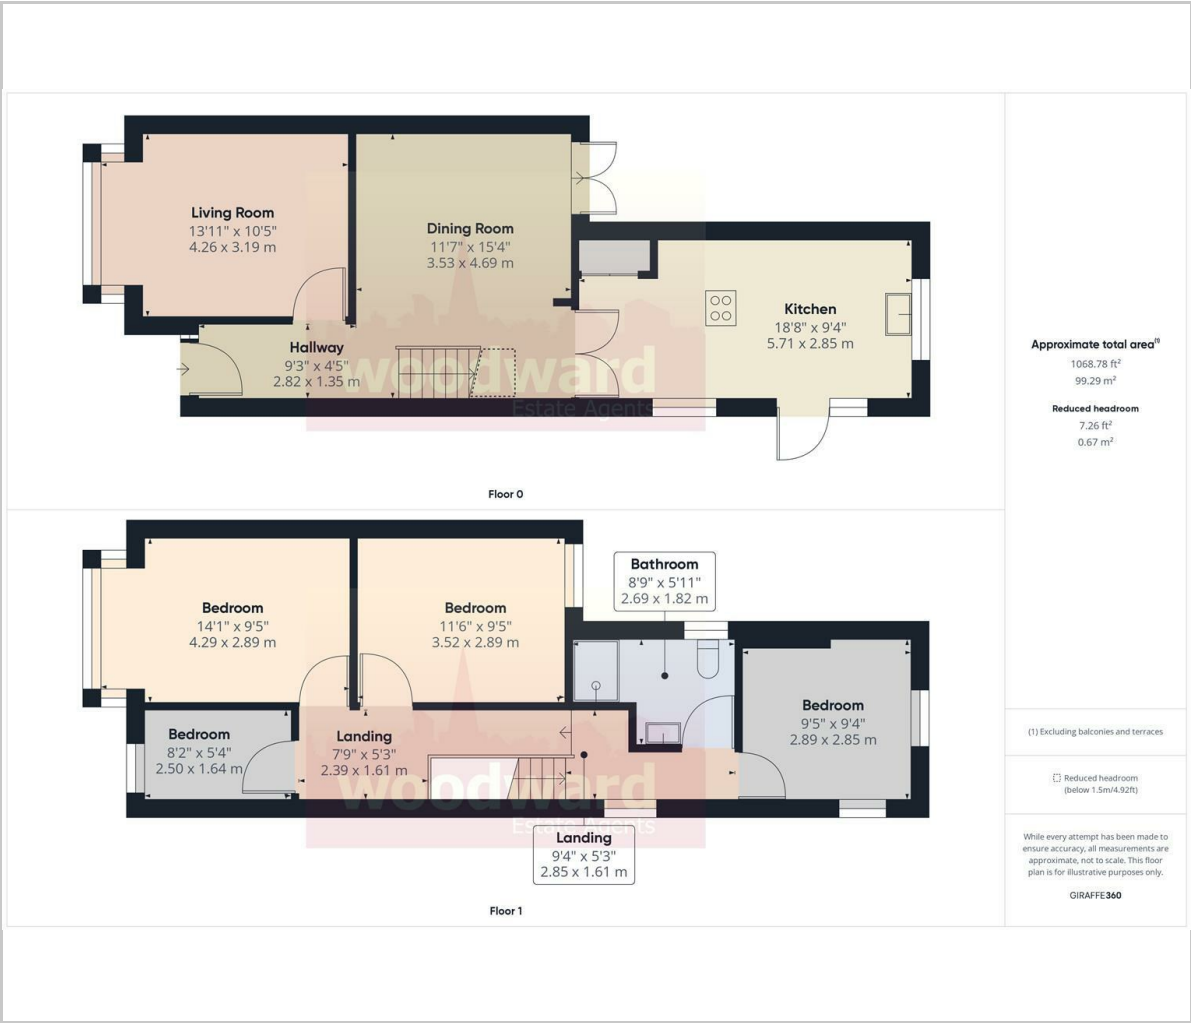 Living Room
13'11" x 10'5"
4.26 x 3.19 m
Dining Room
11'7" x 15'4"
3.53 x 4.69 m
Kitchen
18'8" x 9'4"
5.71 x 2.85 m
Hallway
9'3" x 4'5"
2.82 x 1.35 m
woodward
Estate Agents
Floor 0
Bathroom
8'9" x 5'11"
2.69 x 1.82 m
Bedroom
14'1" x 9'5"
4.29 x 2.89 m
Bedroom
11'6" x 9'5"
3.52 x 2.89 m
Bedroom
9'5" x 9'4"
2.89 x 2.85 m
Bedroom
8'2" x 5'4"
2.50 x 1.64 m
Landing
7'9" x 5'3"
2.39 x 1.61 m
woodward
Estate Agents
Landing
9'4" x 5'3"
2.85 x 1.61 m
Floor 1
Approximate total area⁽¹⁾
1068.78 ft²
99.29 m²
Reduced headroom
7.26 ft²
0.67 m²
(1) Excluding balconies and terraces
Reduced headroom
(below 1.5m/4.92ft)
While every attempt has been made to
ensure accuracy, all measurements are
approximate, not to scale. This floor
plan is for illustrative purposes only.
GIRAFFE360